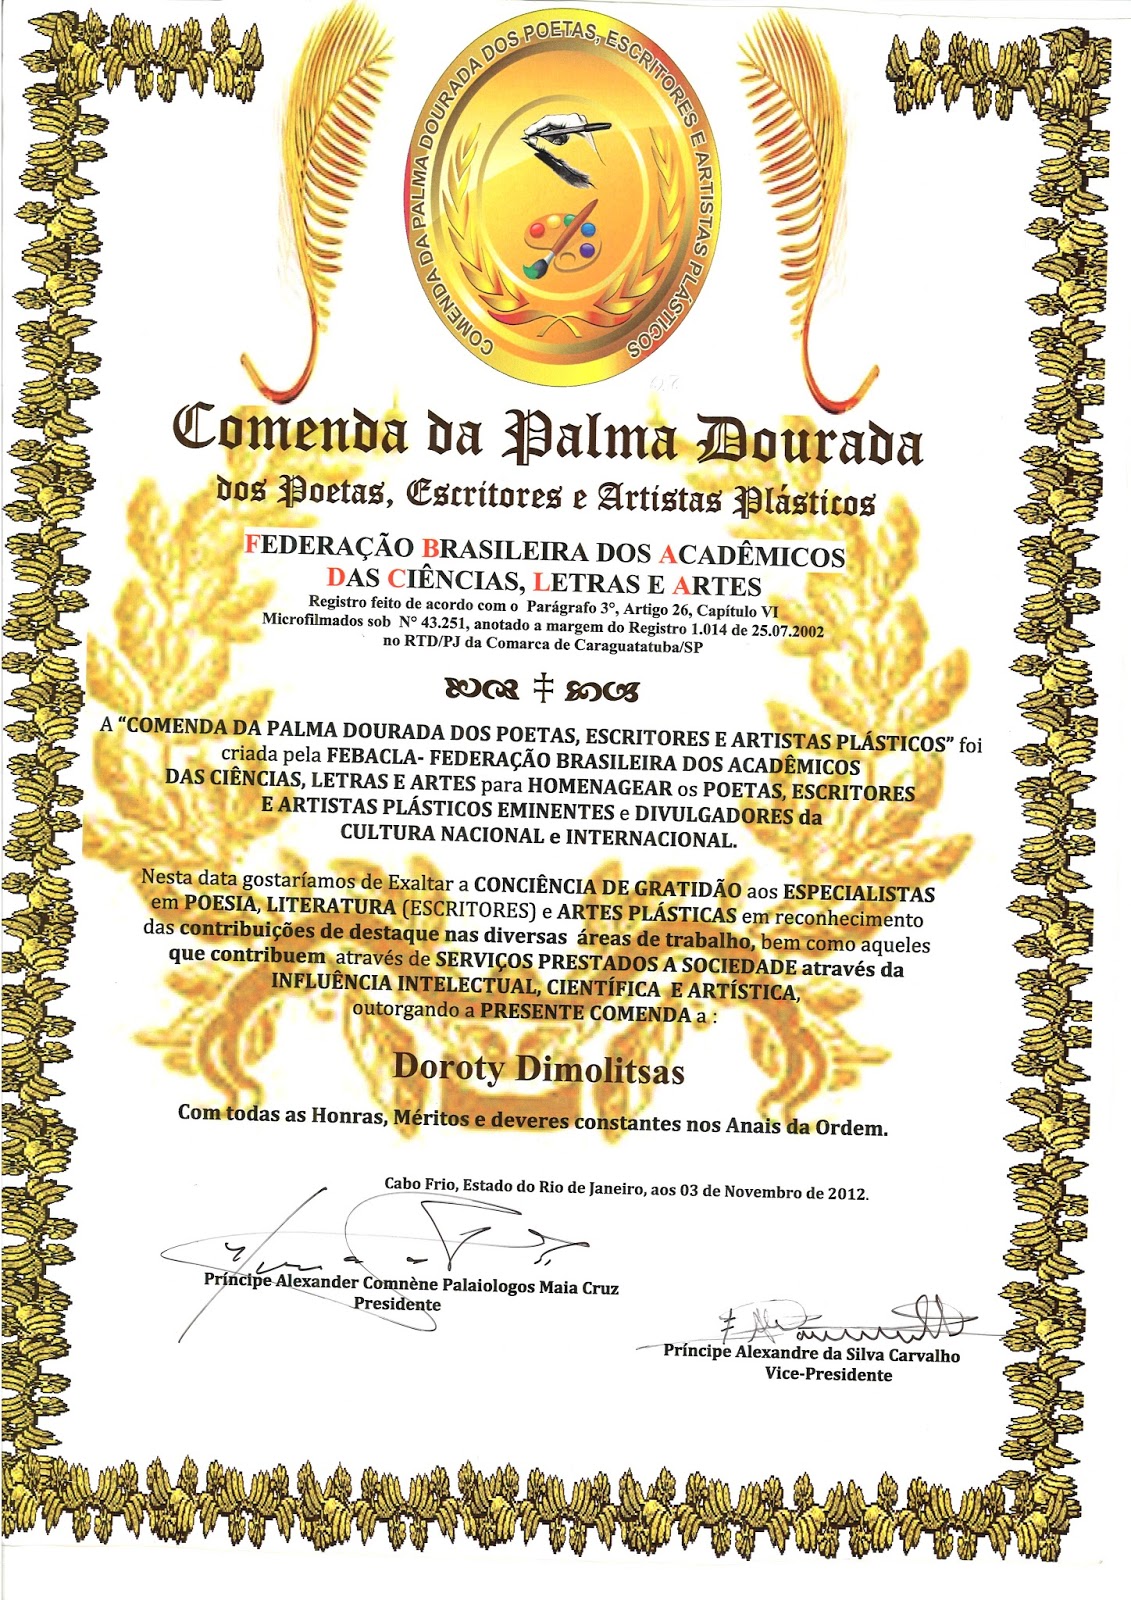 COMENDA DA PALMA DOURADA DOS POETAS, ESCRITORES E ARTISTAS PLÁSTICOS
Comenda da Palma Dourada
dos Poetas, Escritores e Artistas Plásticos
FEDERAÇÃO BRASILEIRA DOS ACADÊMICOS
DAS CIÊNCIAS, LETRAS E ARTES
Registro feito de acordo com o Parágrafo 3°, Artigo 26, Capítulo VI
Microfilmados sob N° 43.251, anotado a margem do Registro 1.014 de 25.07.2002
no RTD/PJ da Comarca de Caraguatatuba/SP
A “COMENDA DA PALMA DOURADA DOS POETAS, ESCRITORES E ARTISTAS PLÁSTICOS” foi
criada pela FEBACLA- FEDERAÇÃO BRASILEIRA DOS ACADÊMICOS
DAS CIÊNCIAS, LETRAS E ARTES para HOMENAGEAR os POETAS, ESCRITORES
E ARTISTAS PLÁSTICOS EMINENTES e DIVULGADORES da
CULTURA NACIONAL e INTERNACIONAL.
Nesta data gostaríamos de Exaltar a CONCIÊNCIA DE GRATIDÃO aos ESPECIALISTAS
em POESIA, LITERATURA (ESCRITORES) e ARTES PLÁSTICAS em reconhecimento
das contribuições de destaque nas diversas áreas de trabalho, bem como aqueles
que contribuem através de SERVIÇOS PRESTADOS A SOCIEDADE através da
INFLUÊNCIA INTELECTUAL, CIENTÍFICA E ARTÍSTICA,
outorgando a PRESENTE COMENDA a :
Doroty Dimolitsas
Com todas as Honras, Méritos e deveres constantes nos Anais da Ordem.
Cabo Frio, Estado do Rio de Janeiro, aos 03 de Novembro de 2012.
Príncipe Alexander Comnène Palaiologos Maia Cruz
Presidente
Príncipe Alexandre da Silva Carvalho
Vice-Presidente